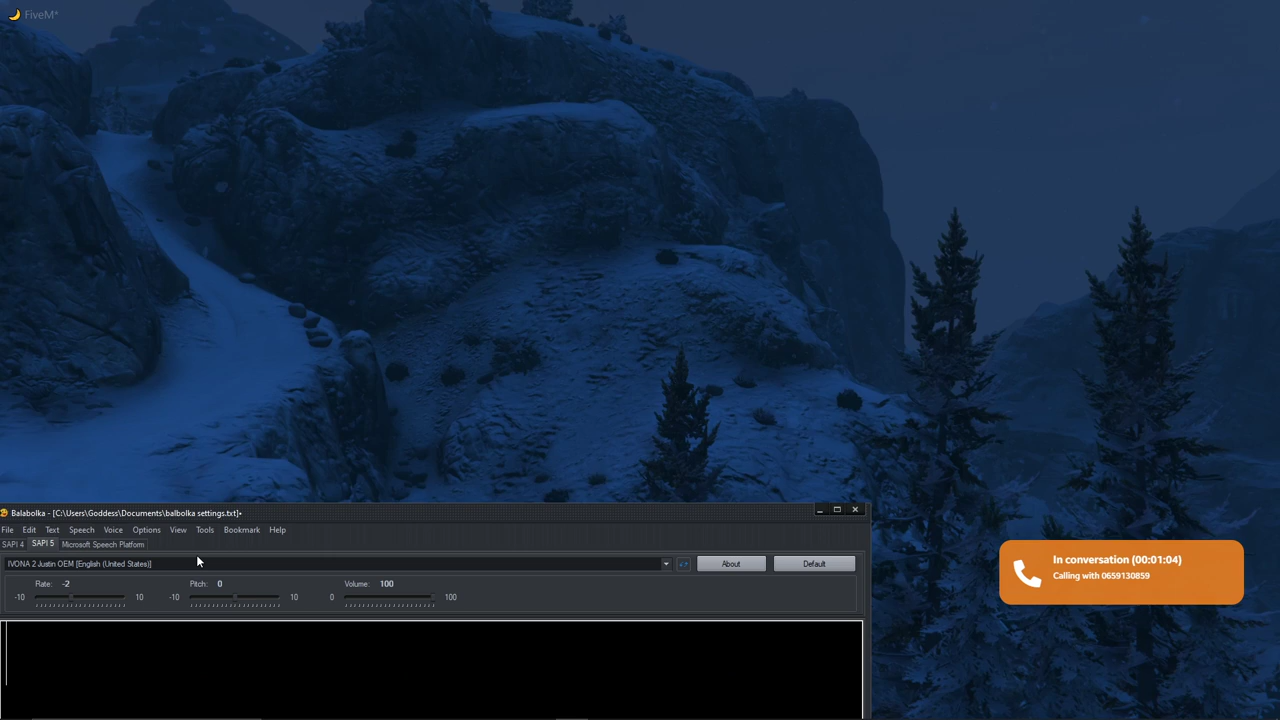 FiveM*
Balabolka - [C:\Users\Goddess\Documents\balbolka settings.txt]*
File Edit Text Speech Voice Options View Tools Bookmark Help
SAPI 4 SAPI 5 Microsoft Speech Platform
IVONA 2 Justin OEM [English (United States)] About Default
Rate: -2 Pitch: 0 Volume: 100
-10 10 -10 10 0 100
In conversation (00:01:04)
Calling with 0659130859